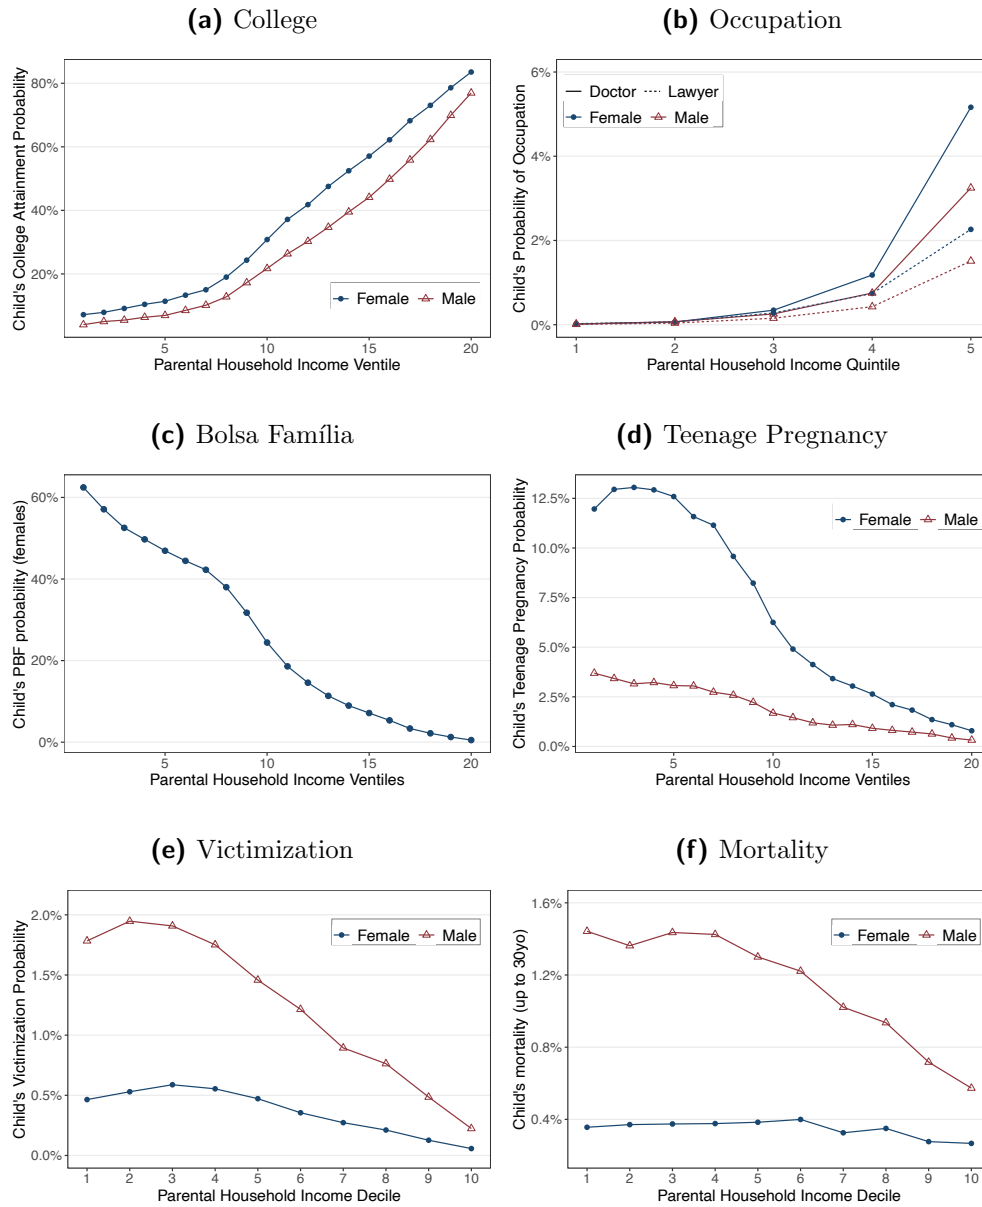 (a) College
Child's College Attainment Probability
80%
60%
40%
20%
Female Male
5 10 15 20
Parental Household Income Ventile
(b) Occupation
Child's Probability of Occupation
6%
4%
2%
0%
Doctor Lawyer
Female Male
1 2 3 4 5
Parental Household Income Quintile
(c) Bolsa Família
Child's PBF probability (females)
60%
40%
20%
0%
5 10 15 20
Parental Household Income Ventiles
(d) Teenage Pregnancy
Child's Teenage Pregnancy Probability
12.5%
10.0%
7.5%
5.0%
2.5%
0.0%
Female Male
5 10 15 20
Parental Household Income Ventiles
(e) Victimization
Child's Victimization Probability
2.0%
1.5%
1.0%
0.5%
0.0%
Female Male
1 2 3 4 5 6 7 8 9 10
Parental Household Income Decile
(f) Mortality
Child's mortality (up to 30yo)
1.6%
1.2%
0.8%
0.4%
Female Male
1 2 3 4 5 6 7 8 9 10
Parental Household Income Decile